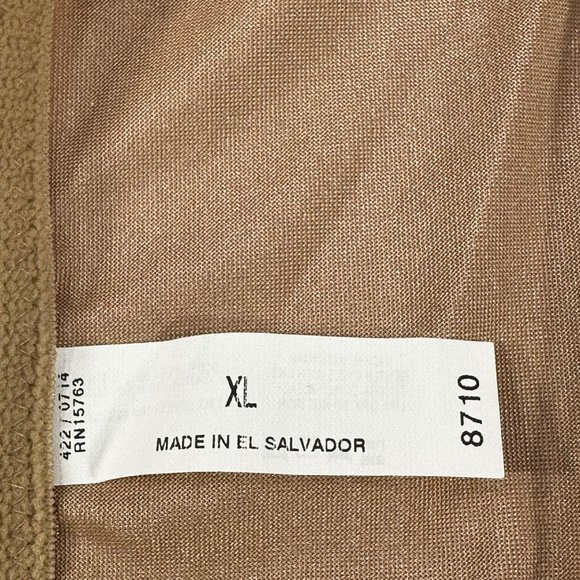 422 / 0714
RN15763
XL
MADE IN EL SALVADOR
8710